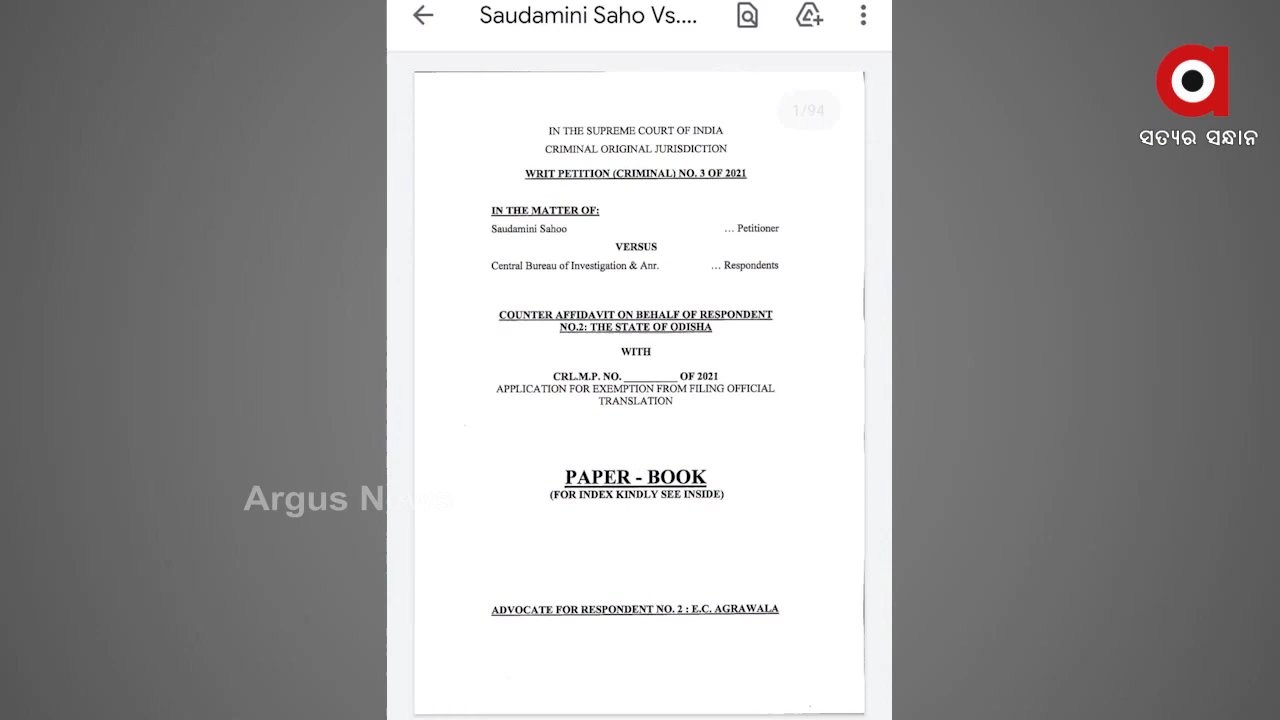 Saudamini Saho Vs....
ସତ୍ୟର ସନ୍ଧାନ
1/94
IN THE SUPREME COURT OF INDIA
CRIMINAL ORIGINAL JURISDICTION
WRIT PETITION (CRIMINAL) NO. 3 OF 2021
IN THE MATTER OF:
Saudamini Sahoo ... Petitioner
VERSUS
Central Bureau of Investigation & Anr. ... Respondents
COUNTER AFFIDAVIT ON BEHALF OF RESPONDENT
NO.2: THE STATE OF ODISHA
WITH
CRL.M.P. NO. _________ OF 2021
APPLICATION FOR EXEMPTION FROM FILING OFFICIAL
TRANSLATION
PAPER - BOOK
(FOR INDEX KINDLY SEE INSIDE)
Argus News
ADVOCATE FOR RESPONDENT NO. 2 : E.C. AGRAWALA